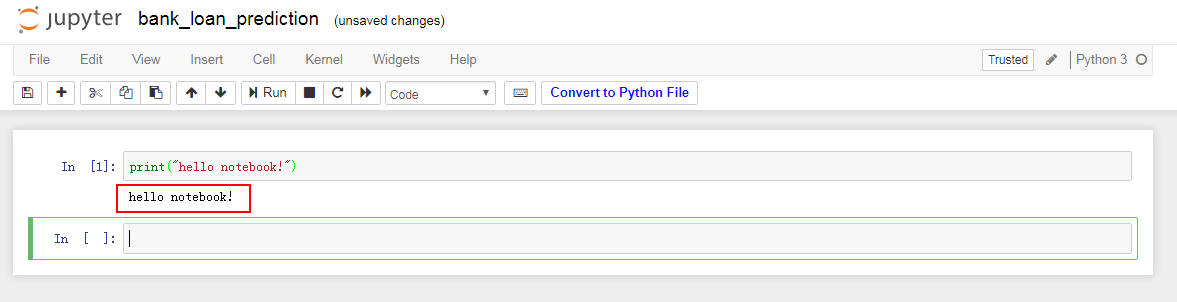 jupyter bank_loan_prediction (unsaved changes)
File Edit View Insert Cell Kernel Widgets Help Trusted Python 3
Run Code Convert to Python File
In [1]: print("hello notebook!")
hello notebook!
In [ ]: